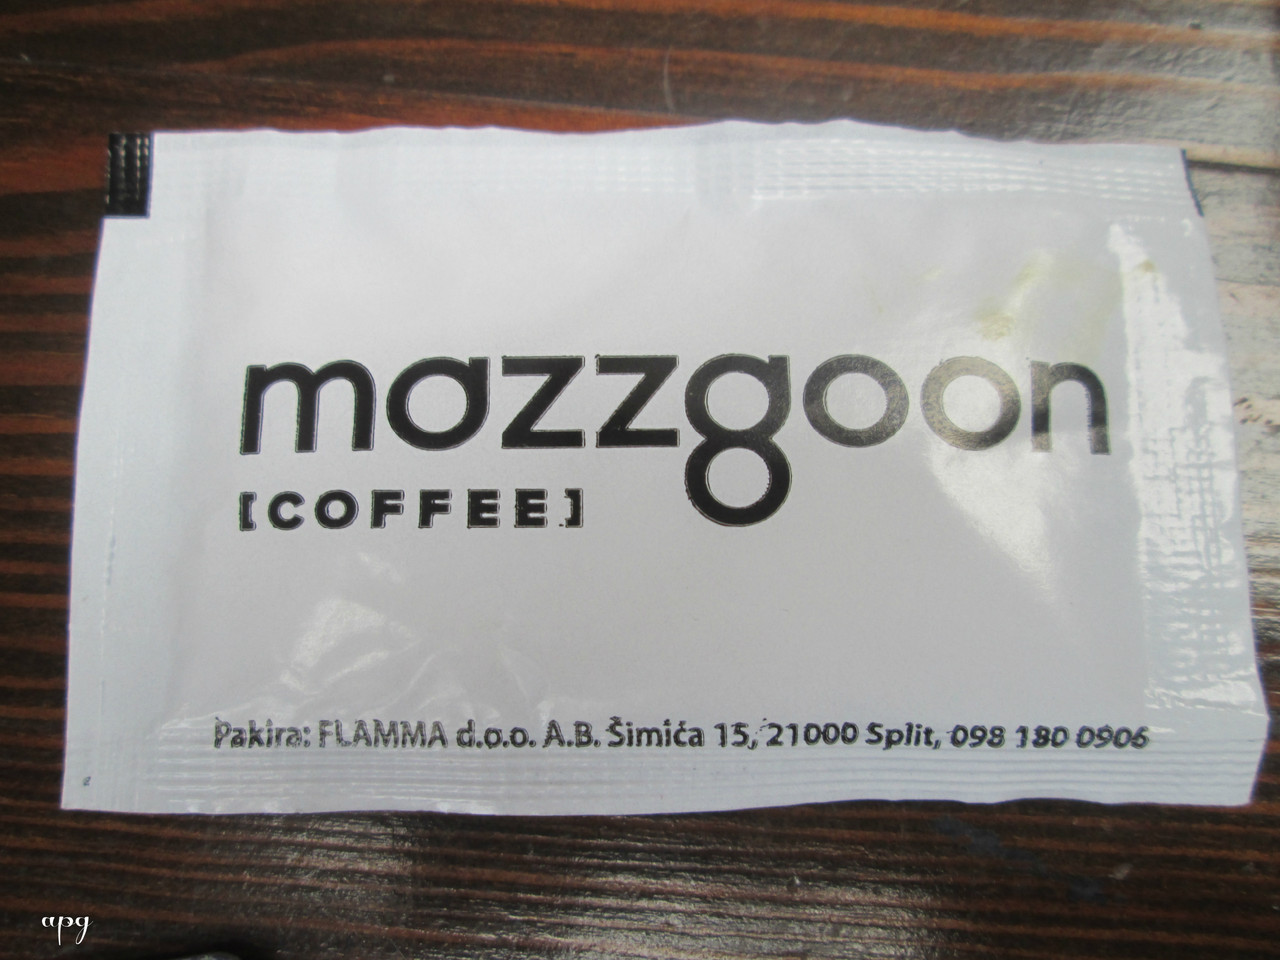 mazzgoon
[COFFEE]
Pakira: FLAMMA d.o.o. A.B. Šimića 15, 21000 Split, 098 180 0906
apg